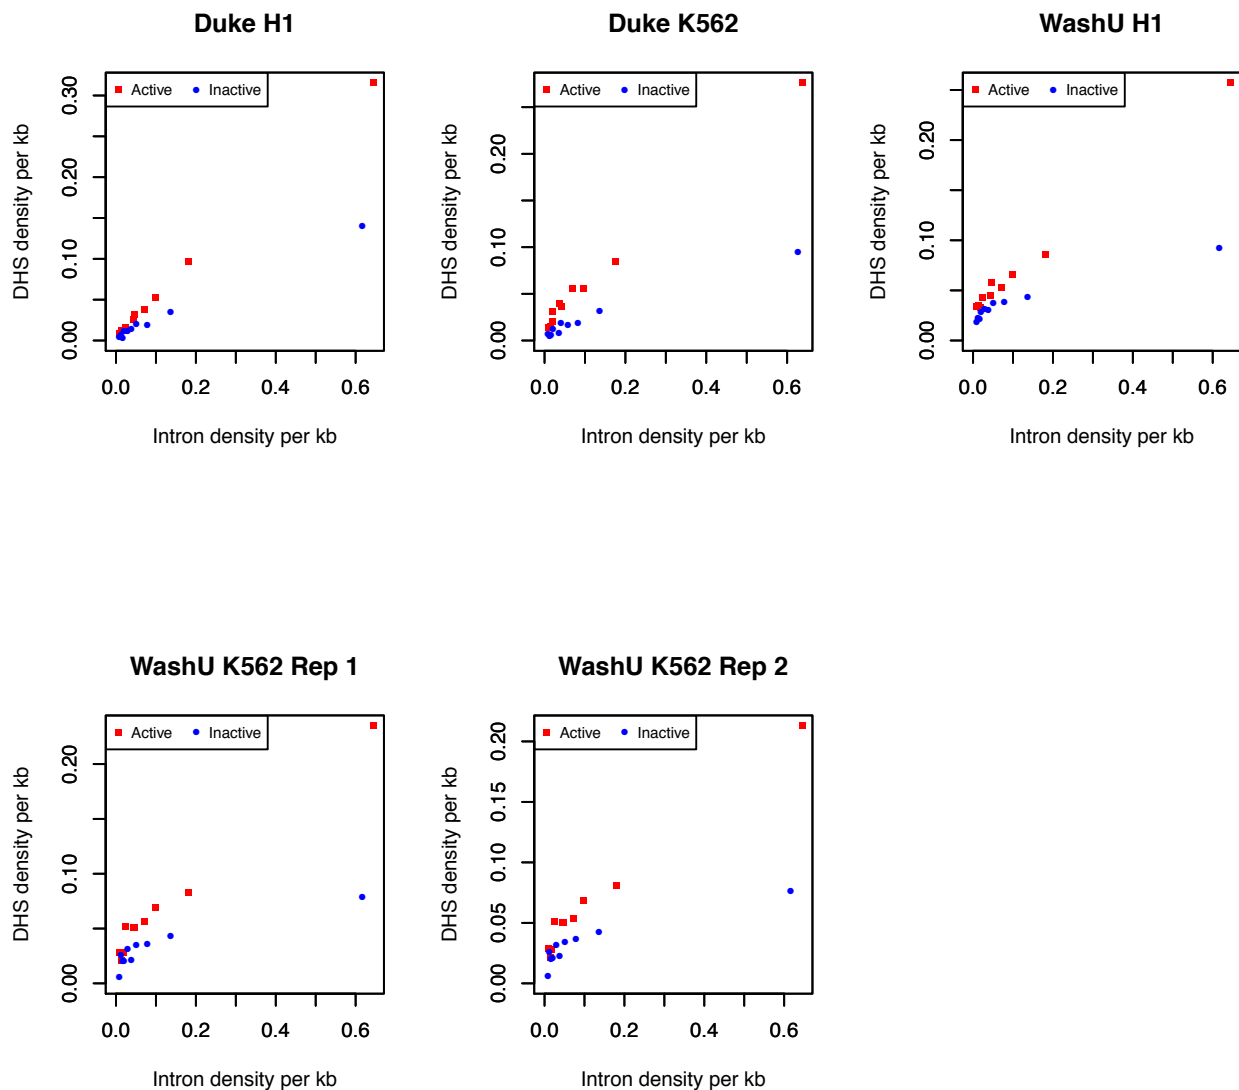 Duke H1
Duke K562
WashU H1
DHS density per kb
0.00 0.10 0.20 0.30
Active Inactive
0.0 0.2 0.4 0.6
Intron density per kb
DHS density per kb
0.00 0.10 0.20
Active Inactive
0.0 0.2 0.4 0.6
Intron density per kb
DHS density per kb
0.00 0.10 0.20
Active Inactive
0.0 0.2 0.4 0.6
Intron density per kb
WashU K562 Rep 1
WashU K562 Rep 2
DHS density per kb
0.00 0.10 0.20
Active Inactive
0.0 0.2 0.4 0.6
Intron density per kb
DHS density per kb
0.00 0.05 0.10 0.15 0.20
Active Inactive
0.0 0.2 0.4 0.6
Intron density per kb